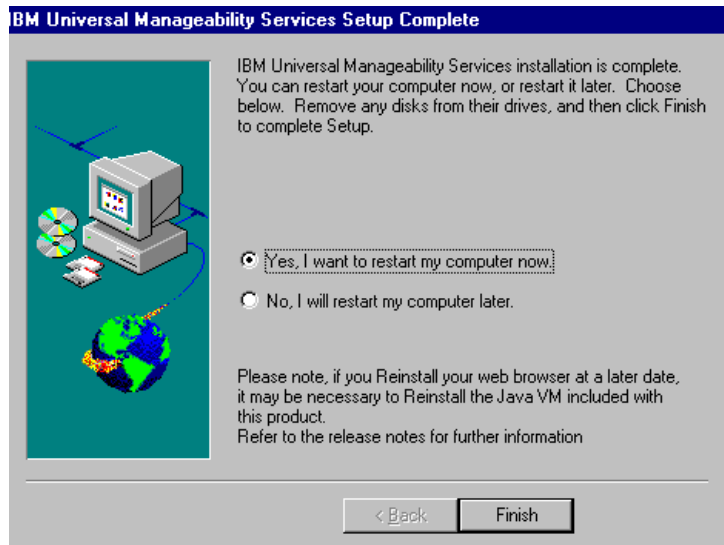 IBM Universal Manageability Services Setup Complete
IBM Universal Manageability Services installation is complete.
You can restart your computer now, or restart it later. Choose
below. Remove any disks from their drives, and then click Finish
to complete Setup.
Yes, I want to restart my computer now.
No, I will restart my computer later.
Please note, if you Reinstall your web browser at a later date,
it may be necessary to Reinstall the Java VM included with
this product.
Refer to the release notes for further information
< Back
Finish